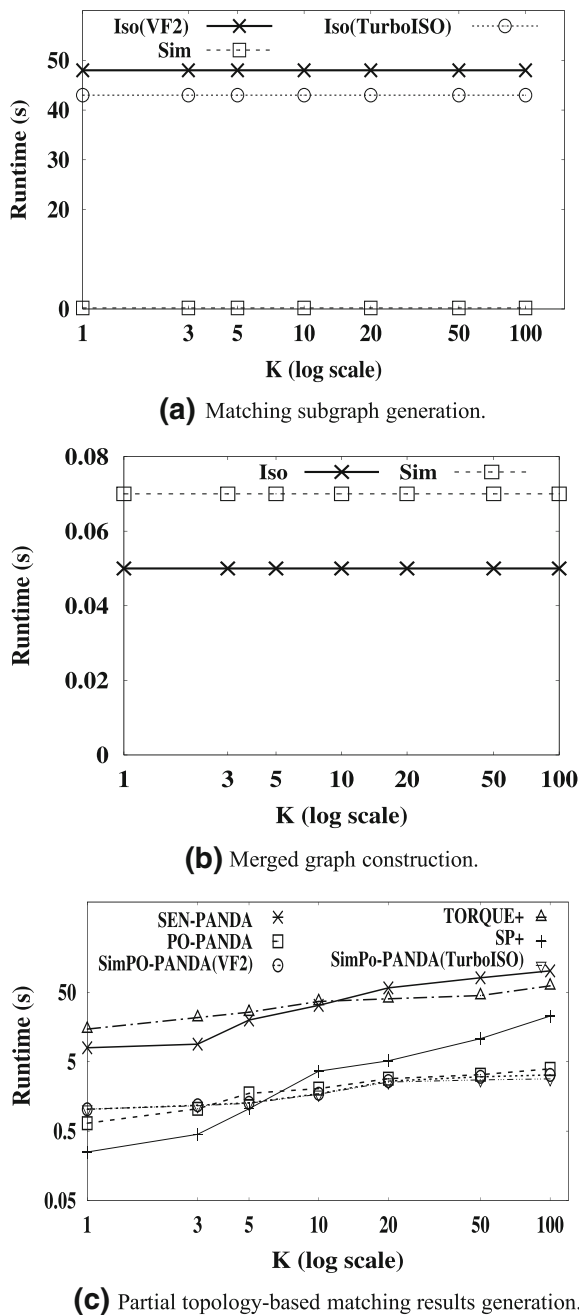 Iso(VF2) Iso(TurboISO)
Sim
50
40
30
20
10
0
Runtime (s)
1 3 5 10 20 50 100
K (log scale)
(a) Matching subgraph generation.
Iso Sim
0.08
0.06
0.04
0.02
0
Runtime (s)
1 3 5 10 20 50 100
K (log scale)
(b) Merged graph construction.
SEN-PANDA TORQUE+
PO-PANDA SP+
SimPO-PANDA(VF2) SimPo-PANDA(TurboISO)
50
5
0.5
0.05
Runtime (s)
1 3 5 10 20 50 100
K (log scale)
(c) Partial topology-based matching results generation.